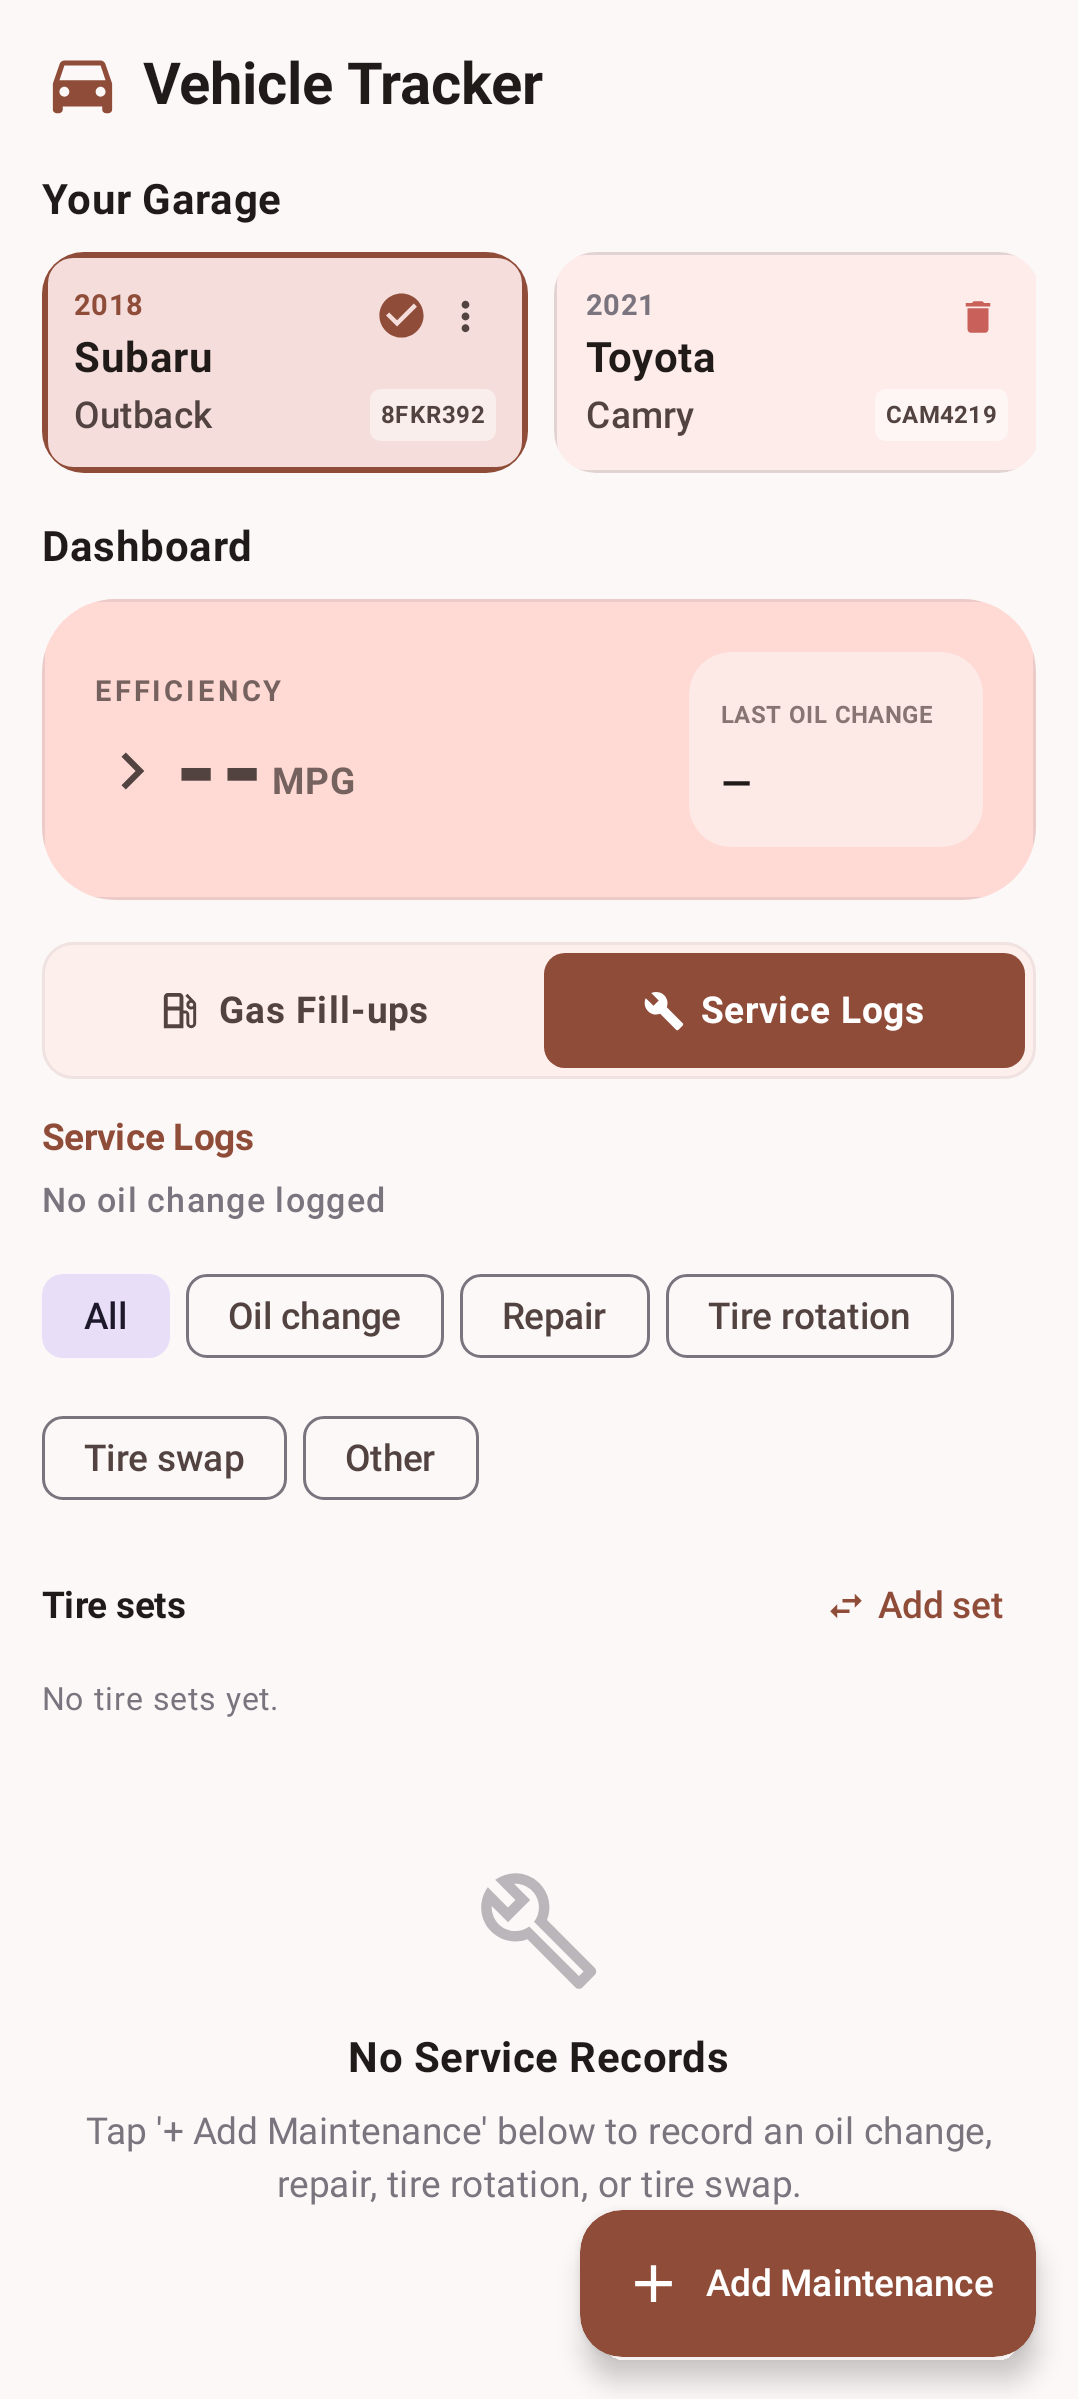 Vehicle Tracker
Your Garage
2018
Subaru
Outback
8FKR392
2021
Toyota
Camry
CAM4219
Dashboard
EFFICIENCY
-- MPG
LAST OIL CHANGE
–
Gas Fill-ups
Service Logs
Service Logs
No oil change logged
All
Oil change
Repair
Tire rotation
Tire swap
Other
Tire sets
Add set
No tire sets yet.
No Service Records
Tap '+ Add Maintenance' below to record an oil change,
repair, tire rotation, or tire swap.
Add Maintenance